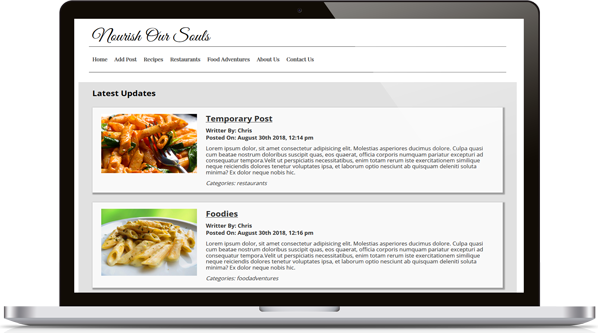 Nourish Our Souls
Home Add Post Recipes Restaurants Food Adventures About Us Contact Us
Latest Updates
Temporary Post
Writter By: Chris
Posted On: August 30th 2018, 12:14 pm
Lorem ipsum dolor, sit amet consectetur adipisicing elit. Molestias asperiores ducimus dolore. Culpa quasi
cum beatae nostrum doloribus suscipit quas, eos quaerat, officia corporis numquam pariatur excepturi ad
consequatur tempora.Velit ut perspiciatis necessitatibus, enim totam rerum iste exercitationem similique
neque reiciendis dolores tenetur voluptates ipsa, et laborum optio at labore nam ab quisquam deleniti soluta
minima? Ex dolor neque nobis hic.
Categories: restaurants
Foodies
Writter By: Chris
Posted On: August 30th 2018, 12:16 pm
Lorem ipsum dolor, sit amet consectetur adipisicing elit. Molestias asperiores ducimus dolore. Culpa quasi
cum beatae nostrum doloribus suscipit quas, eos quaerat, officia corporis numquam pariatur excepturi ad
consequatur tempora.Velit ut perspiciatis necessitatibus, enim totam rerum iste exercitationem similique
neque reiciendis dolores tenetur voluptates ipsa, et laborum optio at labore nam ab quisquam deleniti soluta
minima? Ex dolor neque nobis hic.
Categories: foodadventures